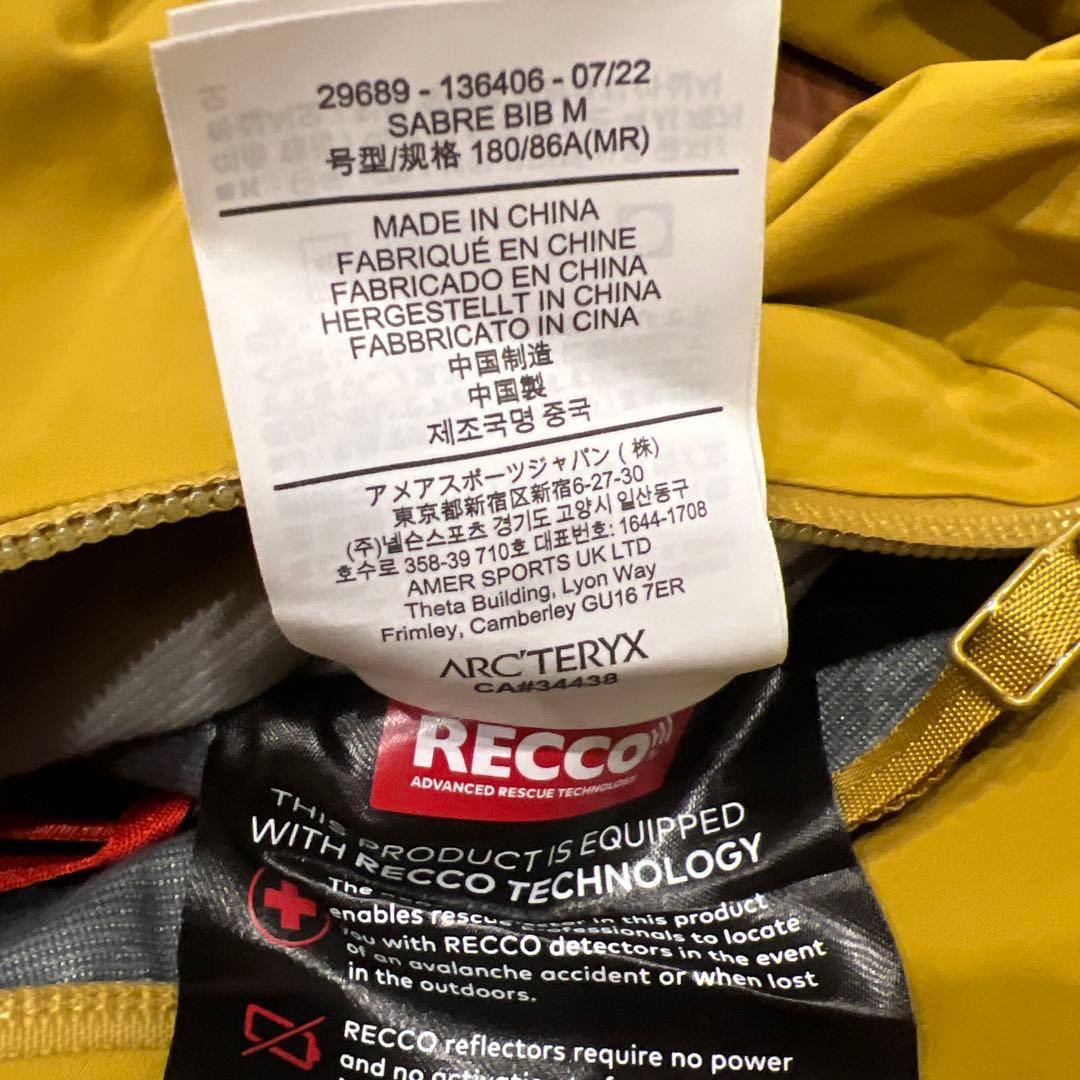 29689 - 136406 - 07/22
SABRE BIB M
号型/规格 180/86A(MR)
MADE IN CHINA
FABRIQUÉ EN CHINE
FABRICADO EN CHINA
HERGESTELLT IN CHINA
FABBRICATO IN CINA
中国制造
中国製
제조국명 중국
アメアスポーツジャパン (株)
東京都新宿区新宿6-27-30
(주)넬슨스포츠 경기도 고양시 일산동구
호수로 358-39 710호 대표번호: 1644-1708
AMER SPORTS UK LTD
Theta Building, Lyon Way
Frimley, Camberley GU16 7ER
ARC'TERYX
CA#34438
RECCO
ADVANCED RESCUE TECHNOLOGY
THIS PRODUCT IS EQUIPPED
WITH RECCO TECHNOLOGY
The in this product
enables to locate
you with RECCO detectors in the event
of an avalanche accident or when lost
in the outdoors.
RECCO reflectors require no power
and no